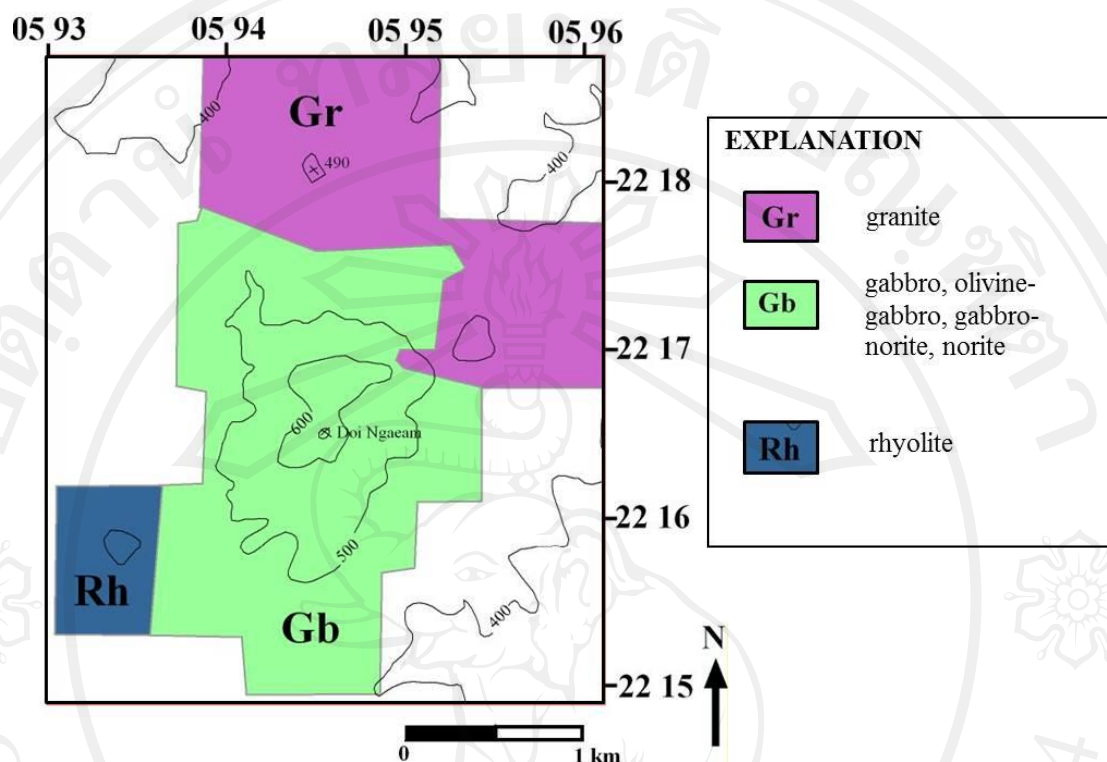 05 93 05 94 05 95 05 96
400
Gr
490
400
22 18
22 17
600
Doi Ngaeam
22 16
500
Rh
Gb
400
22 15
0 1 km
N
EXPLANATION
Gr granite
Gb gabbro, olivine-
gabbro, gabbro-
norite, norite
Rh rhyolite